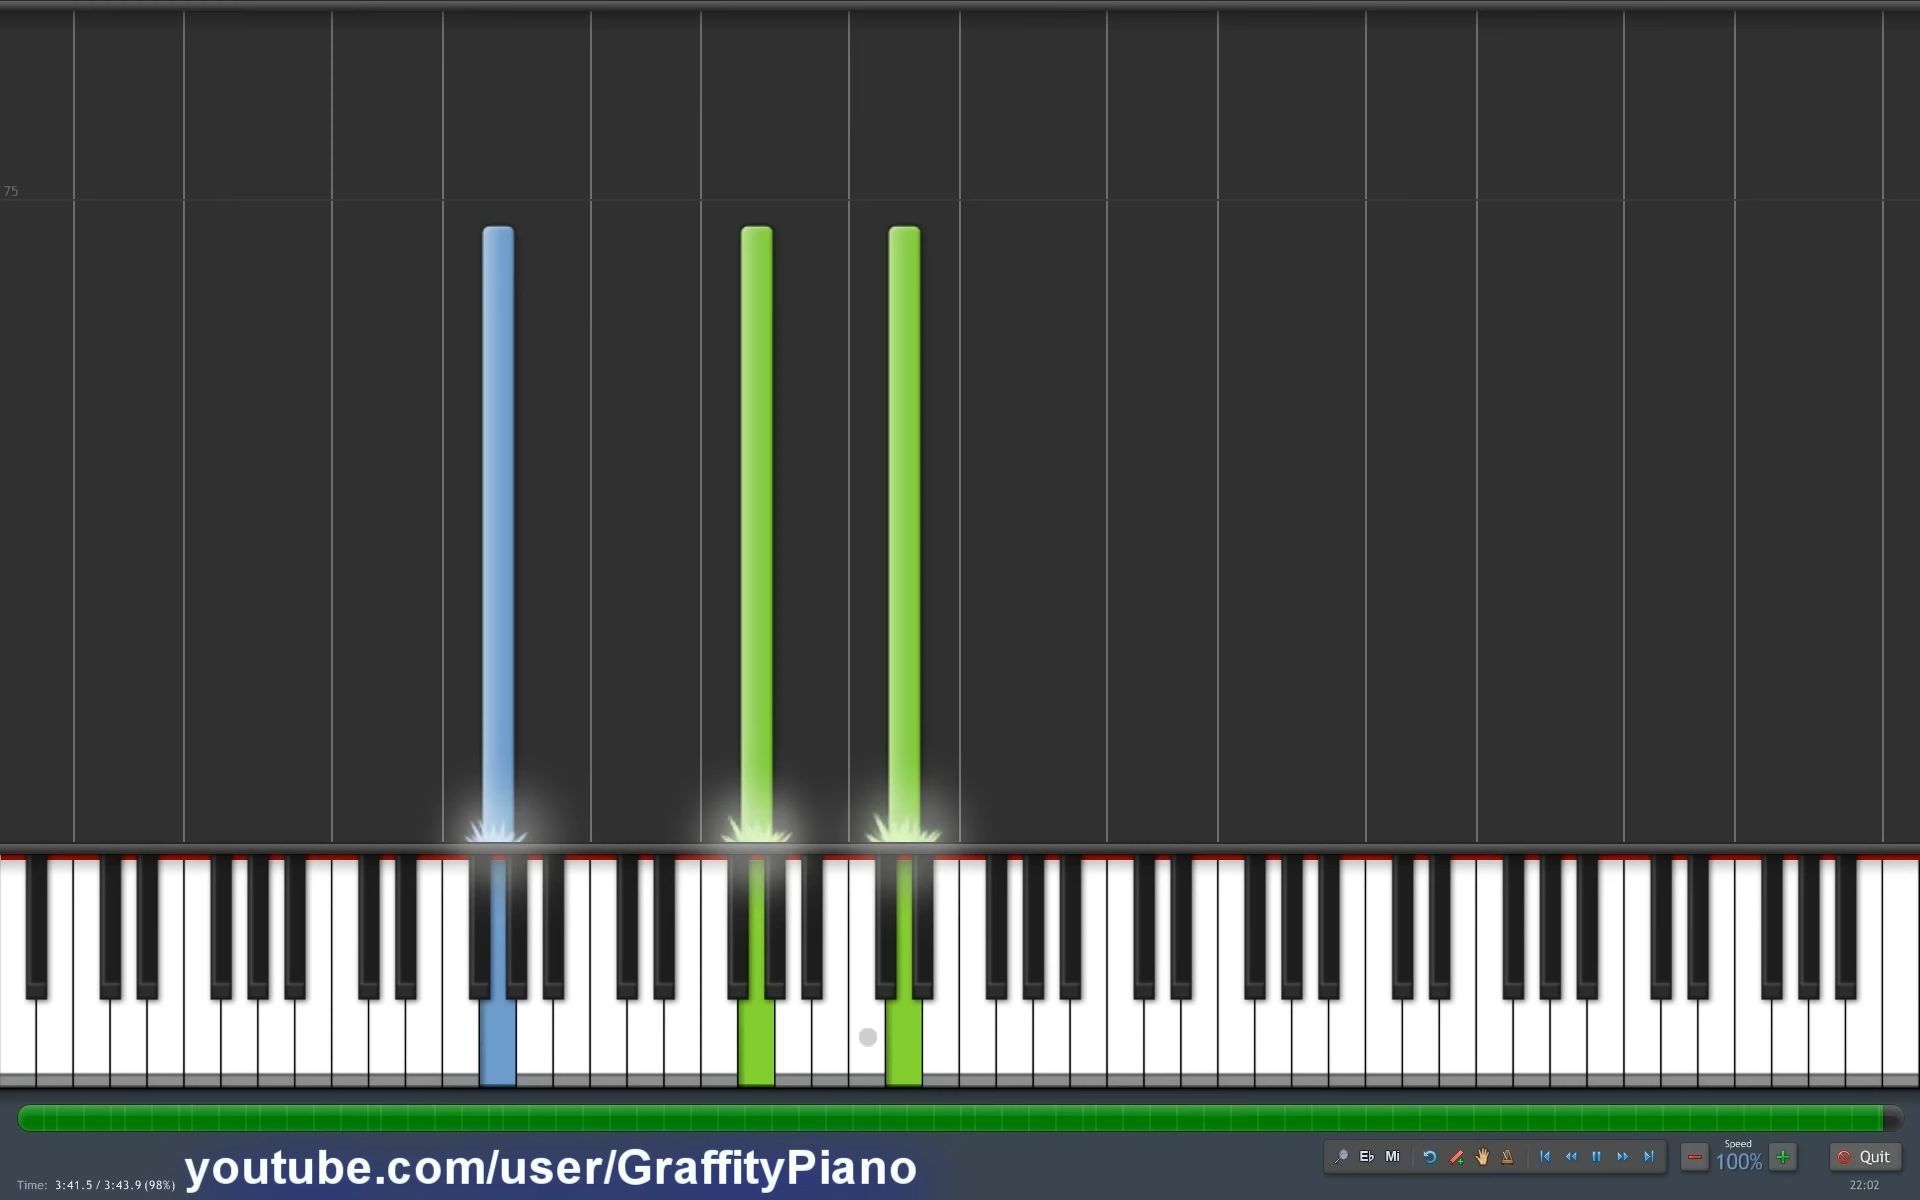 75
youtube.com/user/GraffityPiano
Time: 3:41.5 / 3:43.9 (98%)
Eb Mi
Speed
100%
Quit
22:02